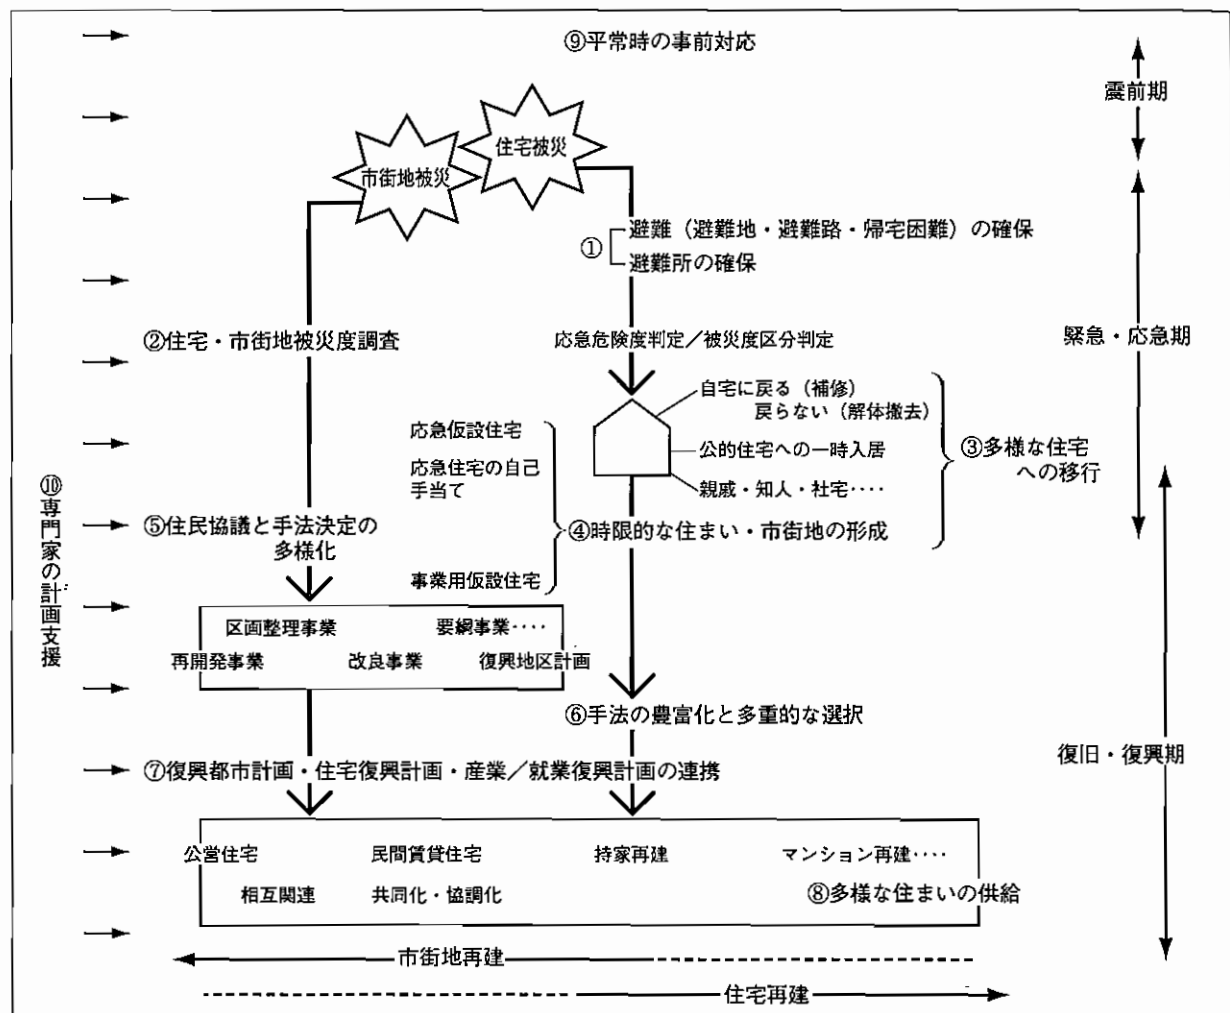 ⑨平常時の事前対応
震前期
住宅被災
市街地被災
避難（避難地・避難路・帰宅困難）の確保
①
避難所の確保
②住宅・市街地被災度調査
応急危険度判定／被災度区分判定
緊急・応急期
自宅に戻る（補修）
戻らない（解体撤去）
公的住宅への一時入居
親戚・知人・社宅‥‥
③多様な住宅
への移行
応急仮設住宅
応急住宅の自己
手当て
④時限的な住まい・市街地の形成
事業用仮設住宅
⑩専門家の計画支援
⑤住民協議と手法決定の
多様化
区画整理事業
要綱事業‥‥
再開発事業
改良事業
復興地区計画
⑥手法の豊富化と多重的な選択
復旧・復興期
⑦復興都市計画・住宅復興計画・産業／就業復興計画の連携
公営住宅
民間賃貸住宅
持家再建
マンション再建‥‥
相互関連
共同化・協調化
⑧多様な住まいの供給
市街地再建
住宅再建